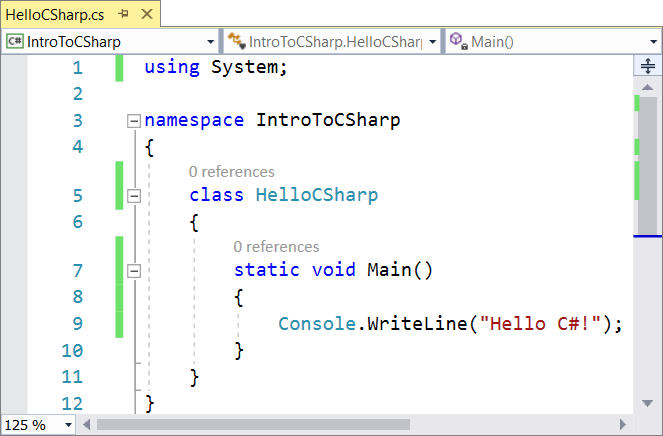 HelloCSharp.cs
C# IntroToCSharp IntroToCSharp.HelloCSharp Main()
1 using System;
2
3 namespace IntroToCSharp
4 {
0 references
5 class HelloCSharp
6 {
0 references
7 static void Main()
8 {
9 Console.WriteLine("Hello C#!");
10 }
11 }
12 }
125 %